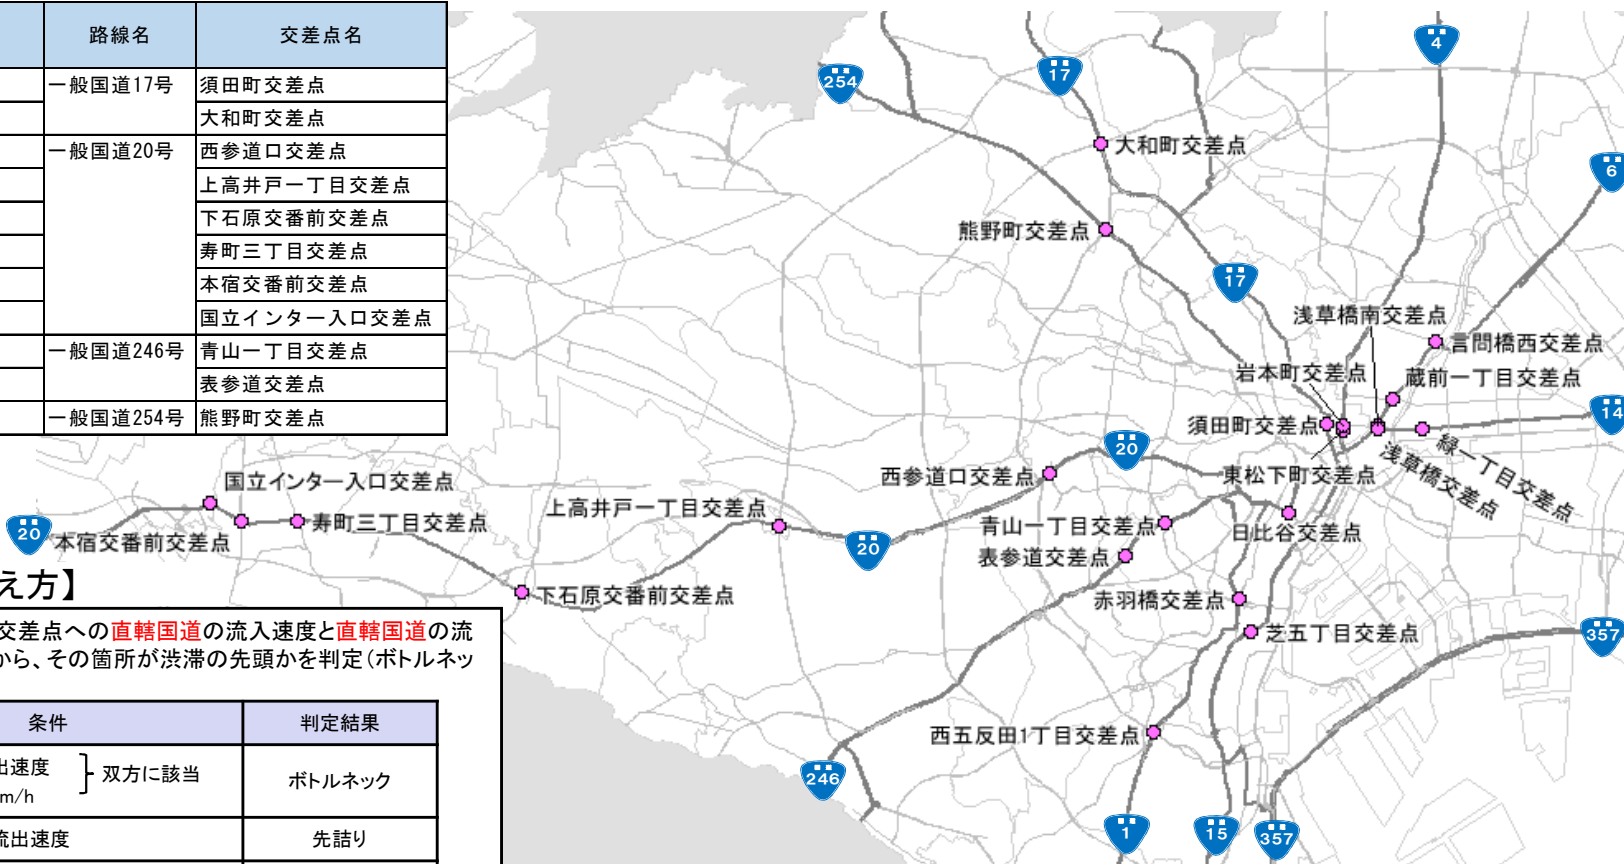 路線名 交差点名
一般国道17号 須田町交差点
大和町交差点
一般国道20号 西参道口交差点
上高井戸一丁目交差点
下石原交番前交差点
寿町三丁目交差点
本宿交番前交差点
国立インター入口交差点
一般国道246号 青山一丁目交差点
表参道交差点
一般国道254号 熊野町交差点
254
17
4
大和町交差点
6
熊野町交差点
17
浅草橋南交差点
言問橋西交差点
岩本町交差点
蔵前一丁目交差点
14
須田町交差点
緑一丁目交差点
浅草橋交差点
20
西参道口交差点
東松下町交差点
国立インター入口交差点
上高井戸一丁目交差点
寿町三丁目交差点
青山一丁目交差点
日比谷交差点
20
本宿交番前交差点
20
表参道交差点
下石原交番前交差点
赤羽橋交差点
芝五丁目交差点
357
西五反田1丁目交差点
246
1
15
357
え方】
交差点への直轄国道の流入速度と直轄国道の流
から、その箇所が渋滞の先頭かを判定（ボトルネッ
条件 判定結果
出速度
m/h
双方に該当 ボトルネック
流出速度 先詰り